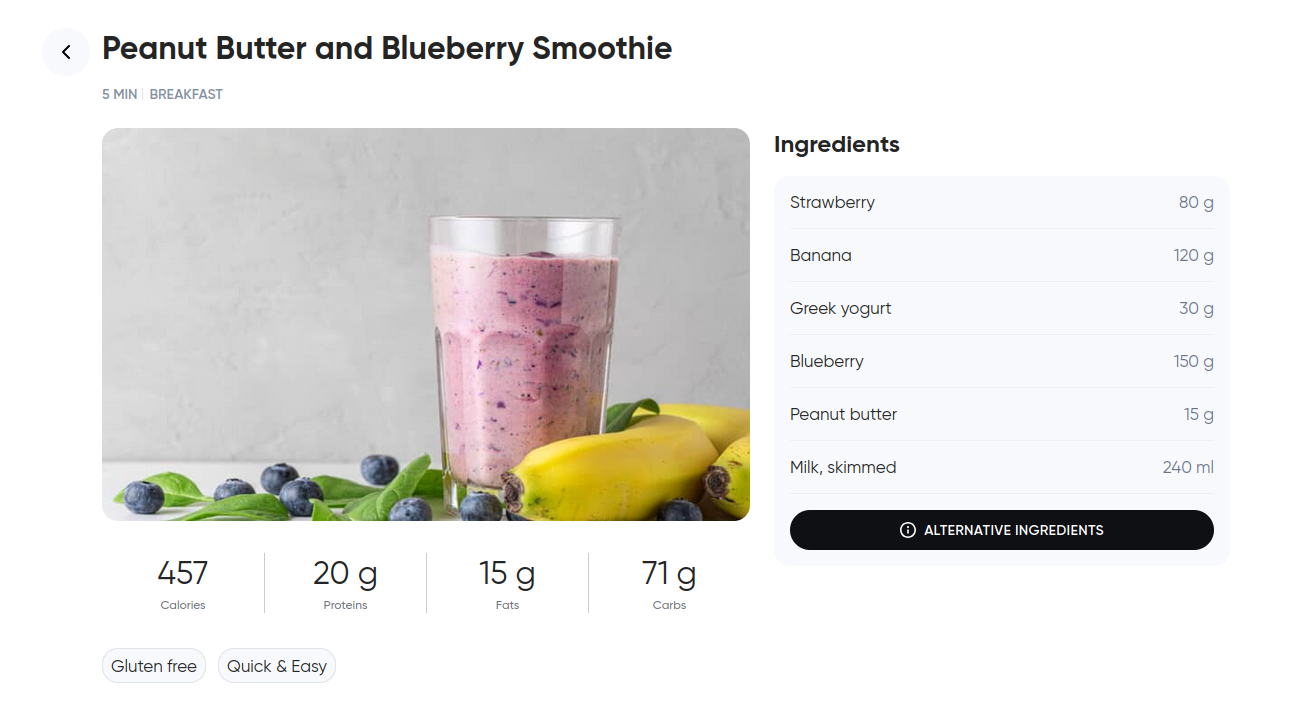 Peanut Butter and Blueberry Smoothie
5 MIN | BREAKFAST
Ingredients
Strawberry 80 g
Banana 120 g
Greek yogurt 30 g
Blueberry 150 g
Peanut butter 15 g
Milk, skimmed 240 ml
ALTERNATIVE INGREDIENTS
457 20 g 15 g 71 g
Calories Proteins Fats Carbs
Gluten free Quick & Easy